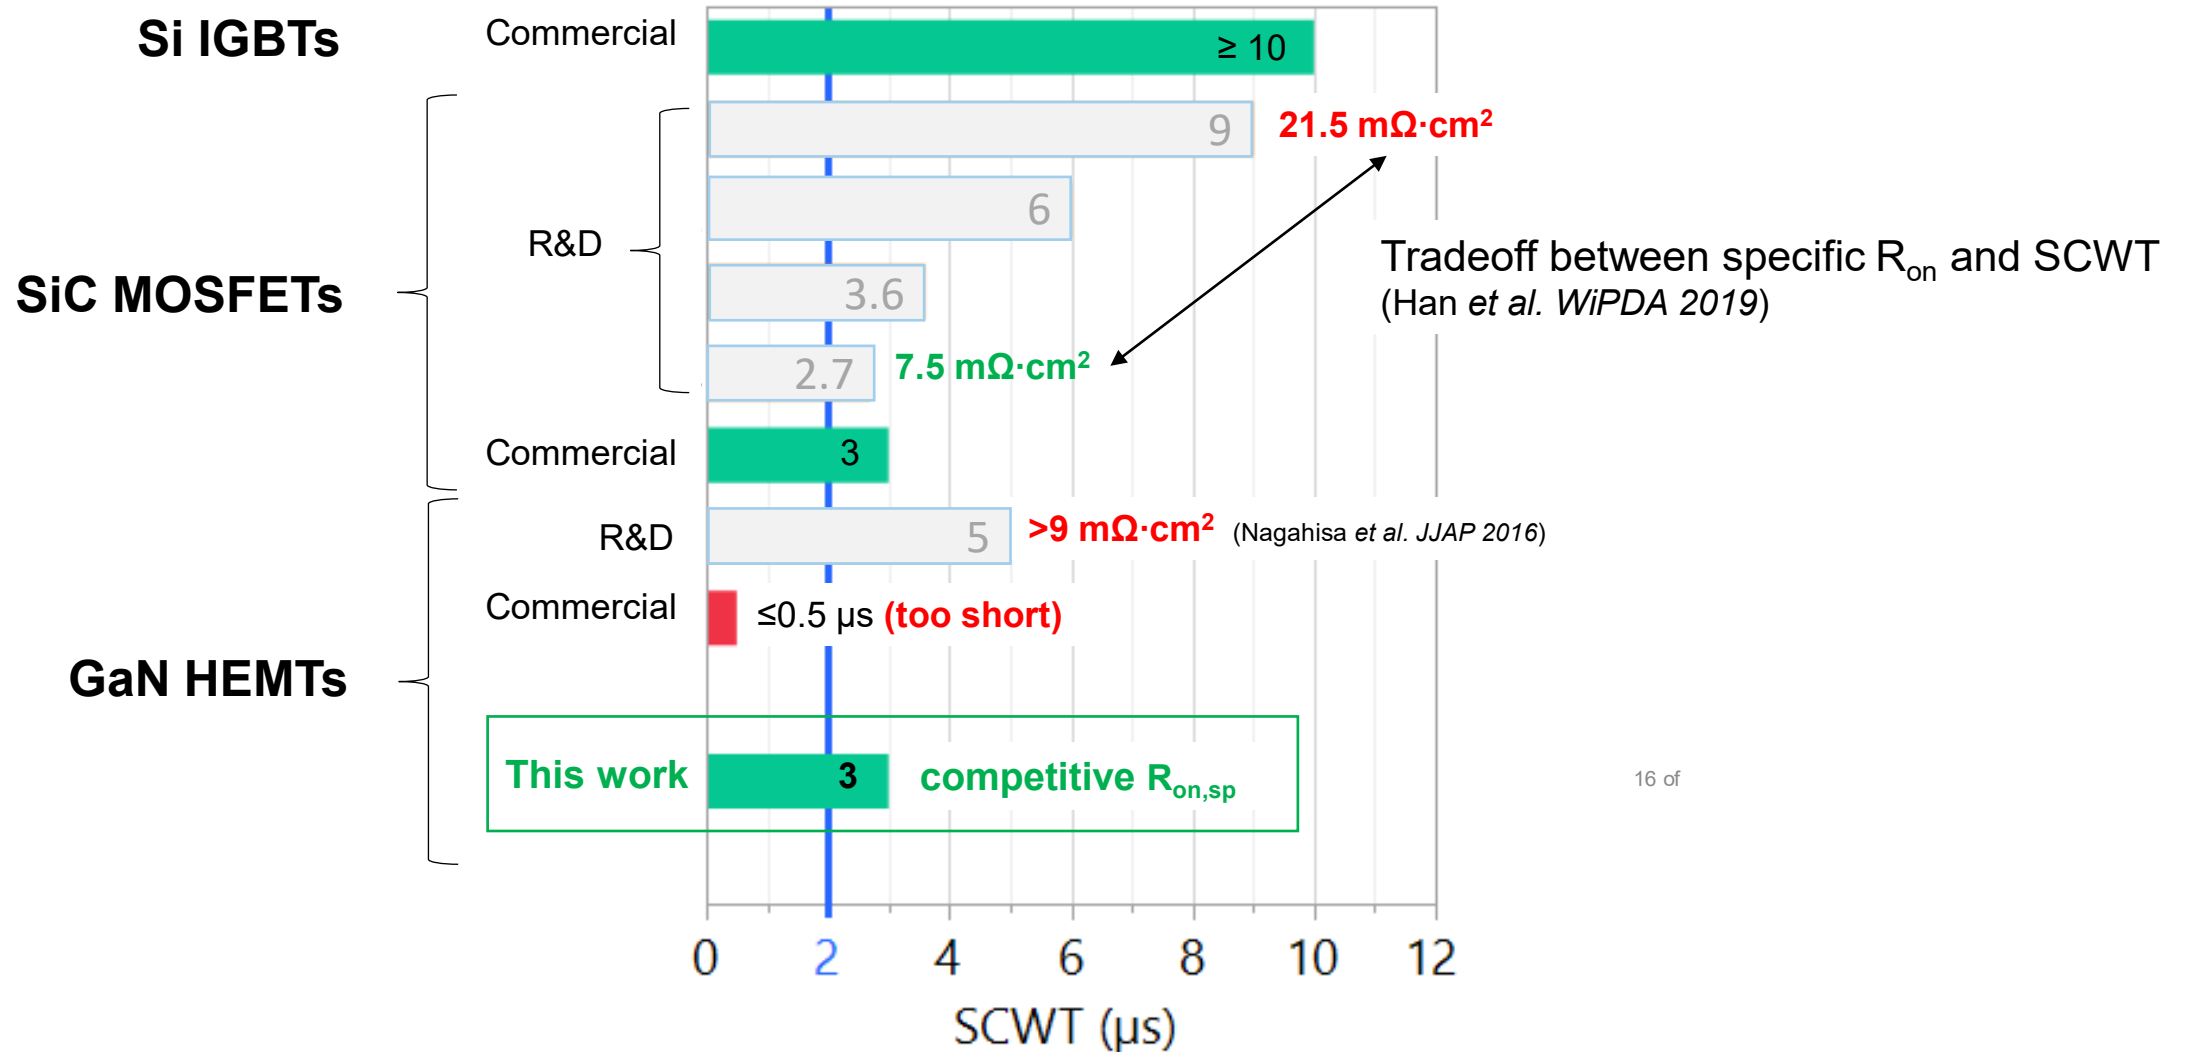 Si IGBTs
Commercial
≥ 10
SiC MOSFETs
R&D
9
21.5 mΩ·cm²
6
3.6
2.7
7.5 mΩ·cm²
Tradeoff between specific Ron and SCWT
(Han et al. WiPDA 2019)
Commercial
3
GaN HEMTs
R&D
5
>9 mΩ·cm² (Nagahisa et al. JJAP 2016)
Commercial
≤0.5 μs (too short)
This work
3
competitive Ron,sp
16 of
0 2 4 6 8 10 12
SCWT (μs)